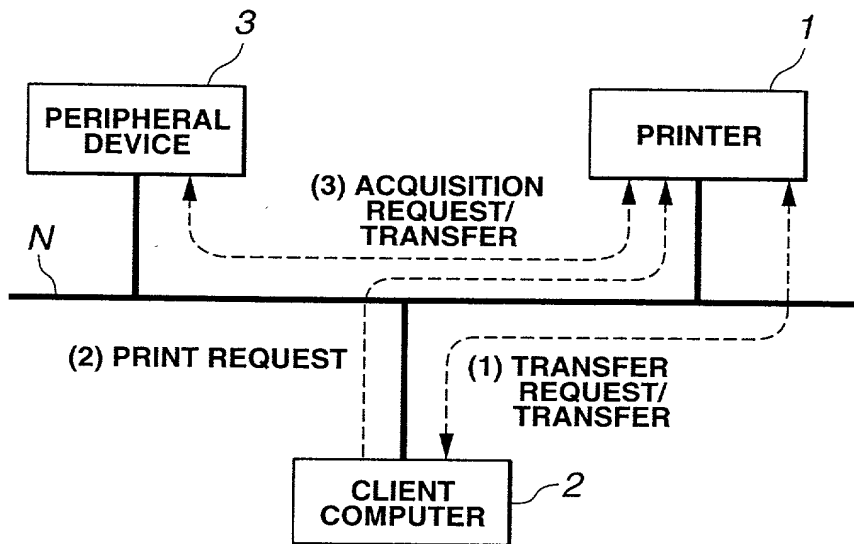 3
1
PERIPHERAL
DEVICE
PRINTER
(3) ACQUISITION
REQUEST/
TRANSFER
N
(2) PRINT REQUEST
(1) TRANSFER
REQUEST/
TRANSFER
CLIENT
COMPUTER
2